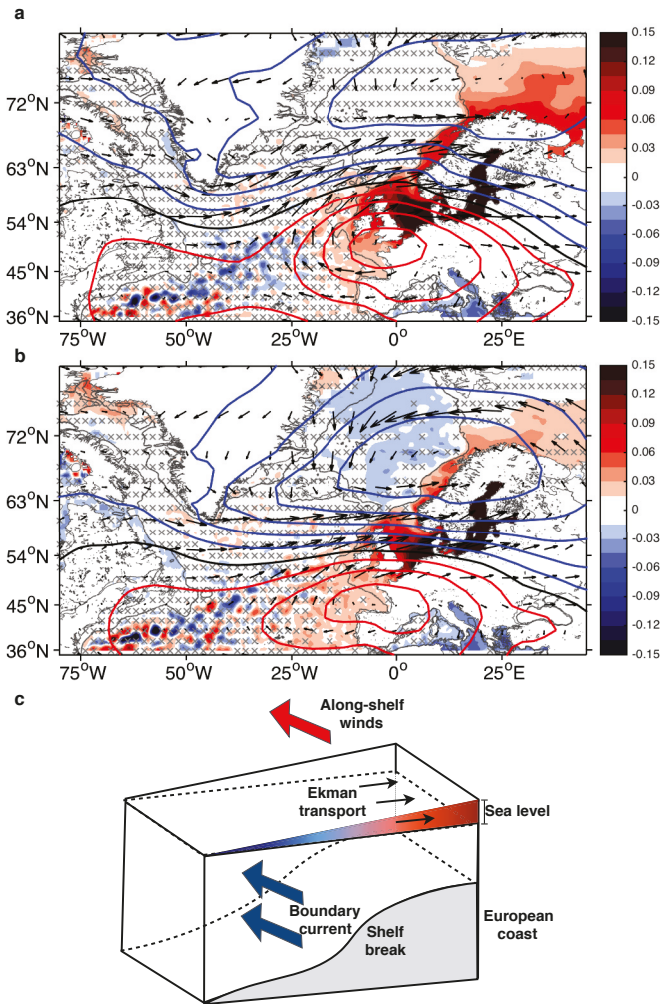 a
72°N
63°N
54°N
45°N
36°N
75°W
50°W
25°W
0°W
25°E
0.15
0.12
0.09
0.06
0.03
0
-0.03
-0.06
-0.09
-0.12
-0.15
b
72°N
63°N
54°N
45°N
36°N
75°W
50°W
25°W
0°W
25°E
0.15
0.12
0.09
0.06
0.03
0
-0.03
-0.06
-0.09
-0.12
-0.15
c
Along-shelf
winds
Ekman
transport
Sea level
Boundary
current
Shelf
break
European
coast